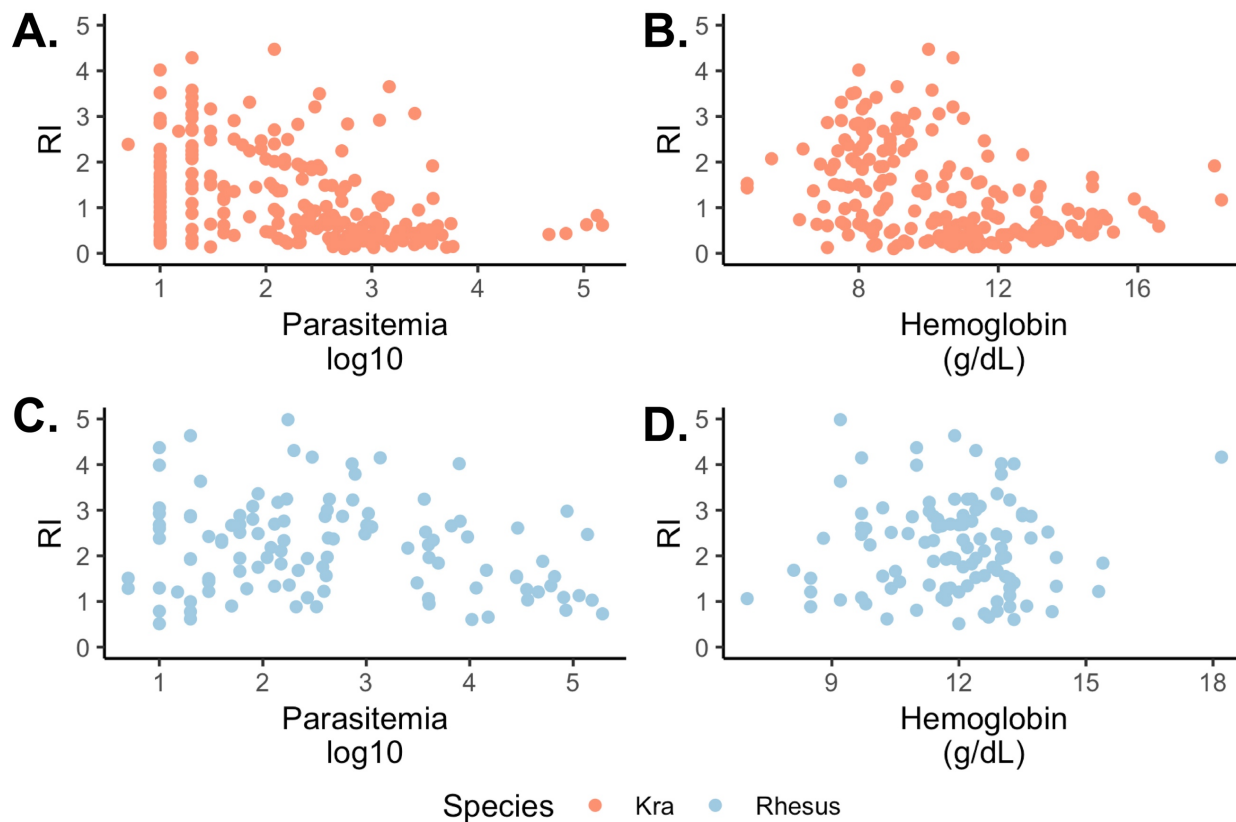 A.
5
4
3
2
1
0
RI
1 2 3 4 5
Parasitemia
log10
B.
5
4
3
2
1
0
RI
8 12 16
Hemoglobin
(g/dL)
C.
5
4
3
2
1
0
RI
1 2 3 4 5
Parasitemia
log10
D.
5
4
3
2
1
0
RI
9 12 15 18
Hemoglobin
(g/dL)
Species Kra Rhesus